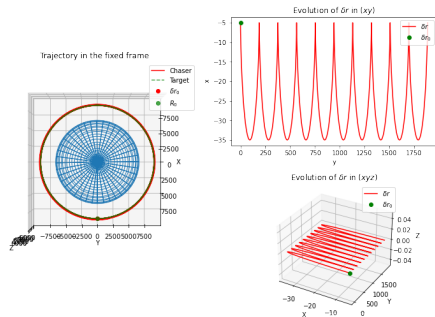 Trajectory in the fixed frame
Chaser
Target
δr₀
R₀
7500
5000
2500
0
2500
5000
7500
X
-7500 -5000 -2500 0 2500 5000 7500
Y
Z
Evolution of δr in (xy)
δr
δr₀
-5
-10
-15
-20
-25
-30
-35
x
0 250 500 750 1000 1250 1500 1750
y
Evolution of δr in (xyz)
δr
δr₀
0.04
0.02
0.00
-0.02
-0.04
Z
-30 -20 -10
X
0
500
1000
1500
Y